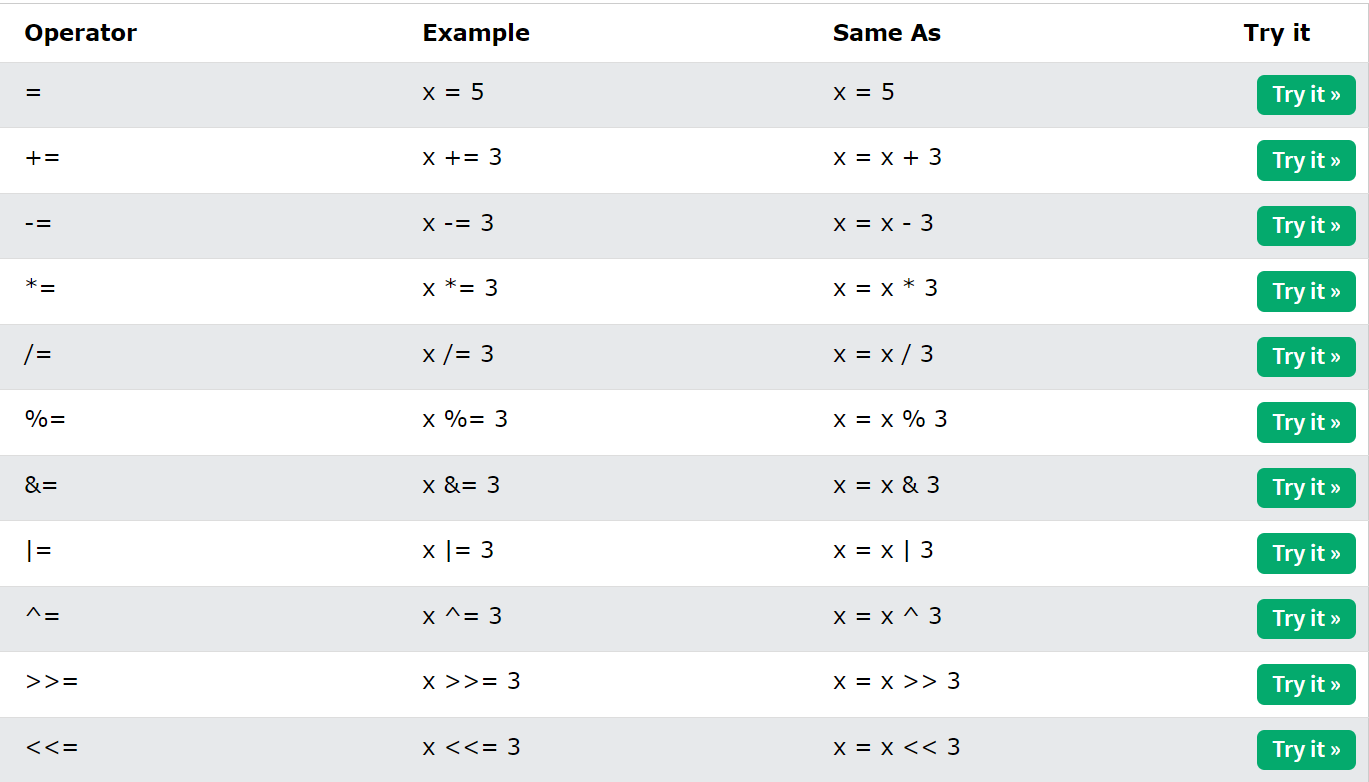 Operator Example Same As Try it
= x = 5 x = 5 Try it »
+= x += 3 x = x + 3 Try it »
-= x -= 3 x = x - 3 Try it »
*= x *= 3 x = x * 3 Try it »
/= x /= 3 x = x / 3 Try it »
%= x %= 3 x = x % 3 Try it »
&= x &= 3 x = x & 3 Try it »
|= x |= 3 x = x | 3 Try it »
^= x ^= 3 x = x ^ 3 Try it »
>>= x >>= 3 x = x >> 3 Try it »
<<= x <<= 3 x = x << 3 Try it »